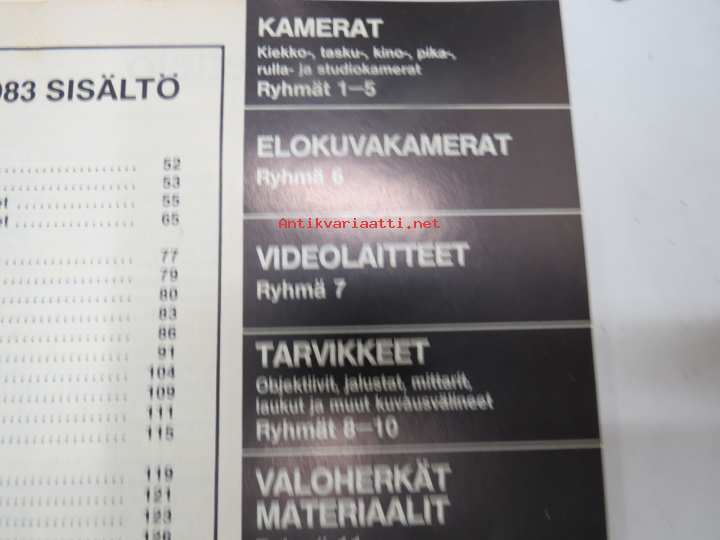 983 SISÄLTÖ
52
53
55
65
77
79
80
83
86
91
104
109
111
115
119
121
123
126
KAMERAT
Kiekko-, tasku-, kino-, pika-,
rulla- ja studiokamerat
Ryhmät 1–5
ELOKUVAKAMERAT
Ryhmä 6
Antikvariaatti.net
VIDEOLAITTEET
Ryhmä 7
TARVIKKEET
Objektiivit, jalustat, mittarit,
laukut ja muut kuvausvälineet
Ryhmät 8–10
VALOHERKÄT
MATERIAALIT